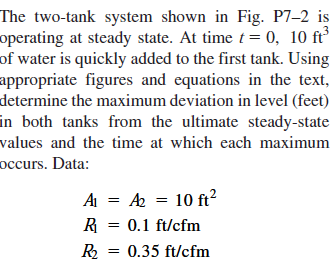 The two-tank system shown in Fig. P7–2 is
operating at steady state. At time t = 0, 10 ft³
of water is quickly added to the first tank. Using
appropriate figures and equations in the text,
determine the maximum deviation in level (feet)
in both tanks from the ultimate steady-state
values and the time at which each maximum
occurs. Data:
A₁ = A₂ = 10 ft²
R₁ = 0.1 ft/cfm
R₂ = 0.35 ft/cfm